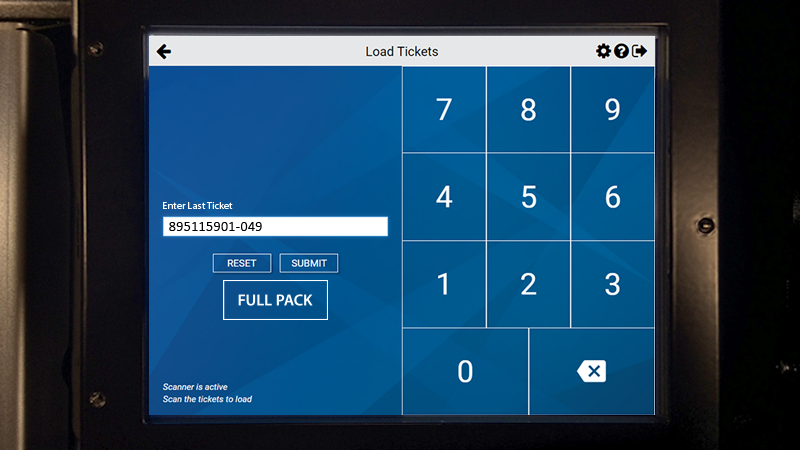 Load Tickets
Enter Last Ticket
895115901-049
RESET SUBMIT
FULL PACK
Scanner is active
Scan the tickets to load
7 8 9
4 5 6
1 2 3
0